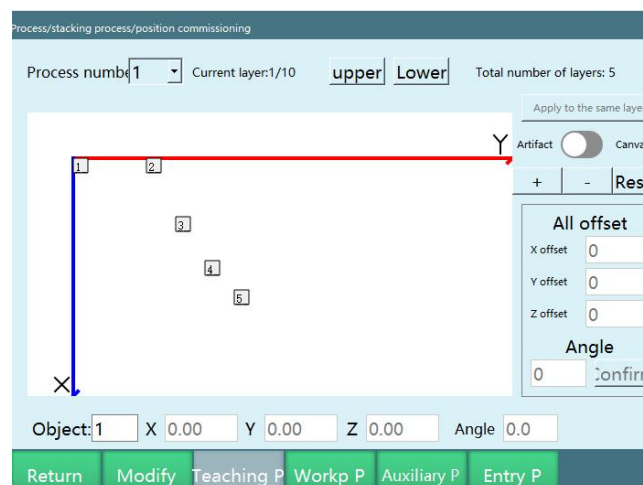 Process/stacking process/position commissioning
Process numbe 1 Current layer:1/10 upper Lower Total number of layers: 5
Apply to the same laye
Y Artifact Canva
1 2
+ - Res
3
All offset
X offset 0
4
Y offset 0
5
Z offset 0
Angle
0 Confirm
X
Object: 1 X 0.00 Y 0.00 Z 0.00 Angle 0.0
Return Modify Teaching P Workp P Auxiliary P Entry P